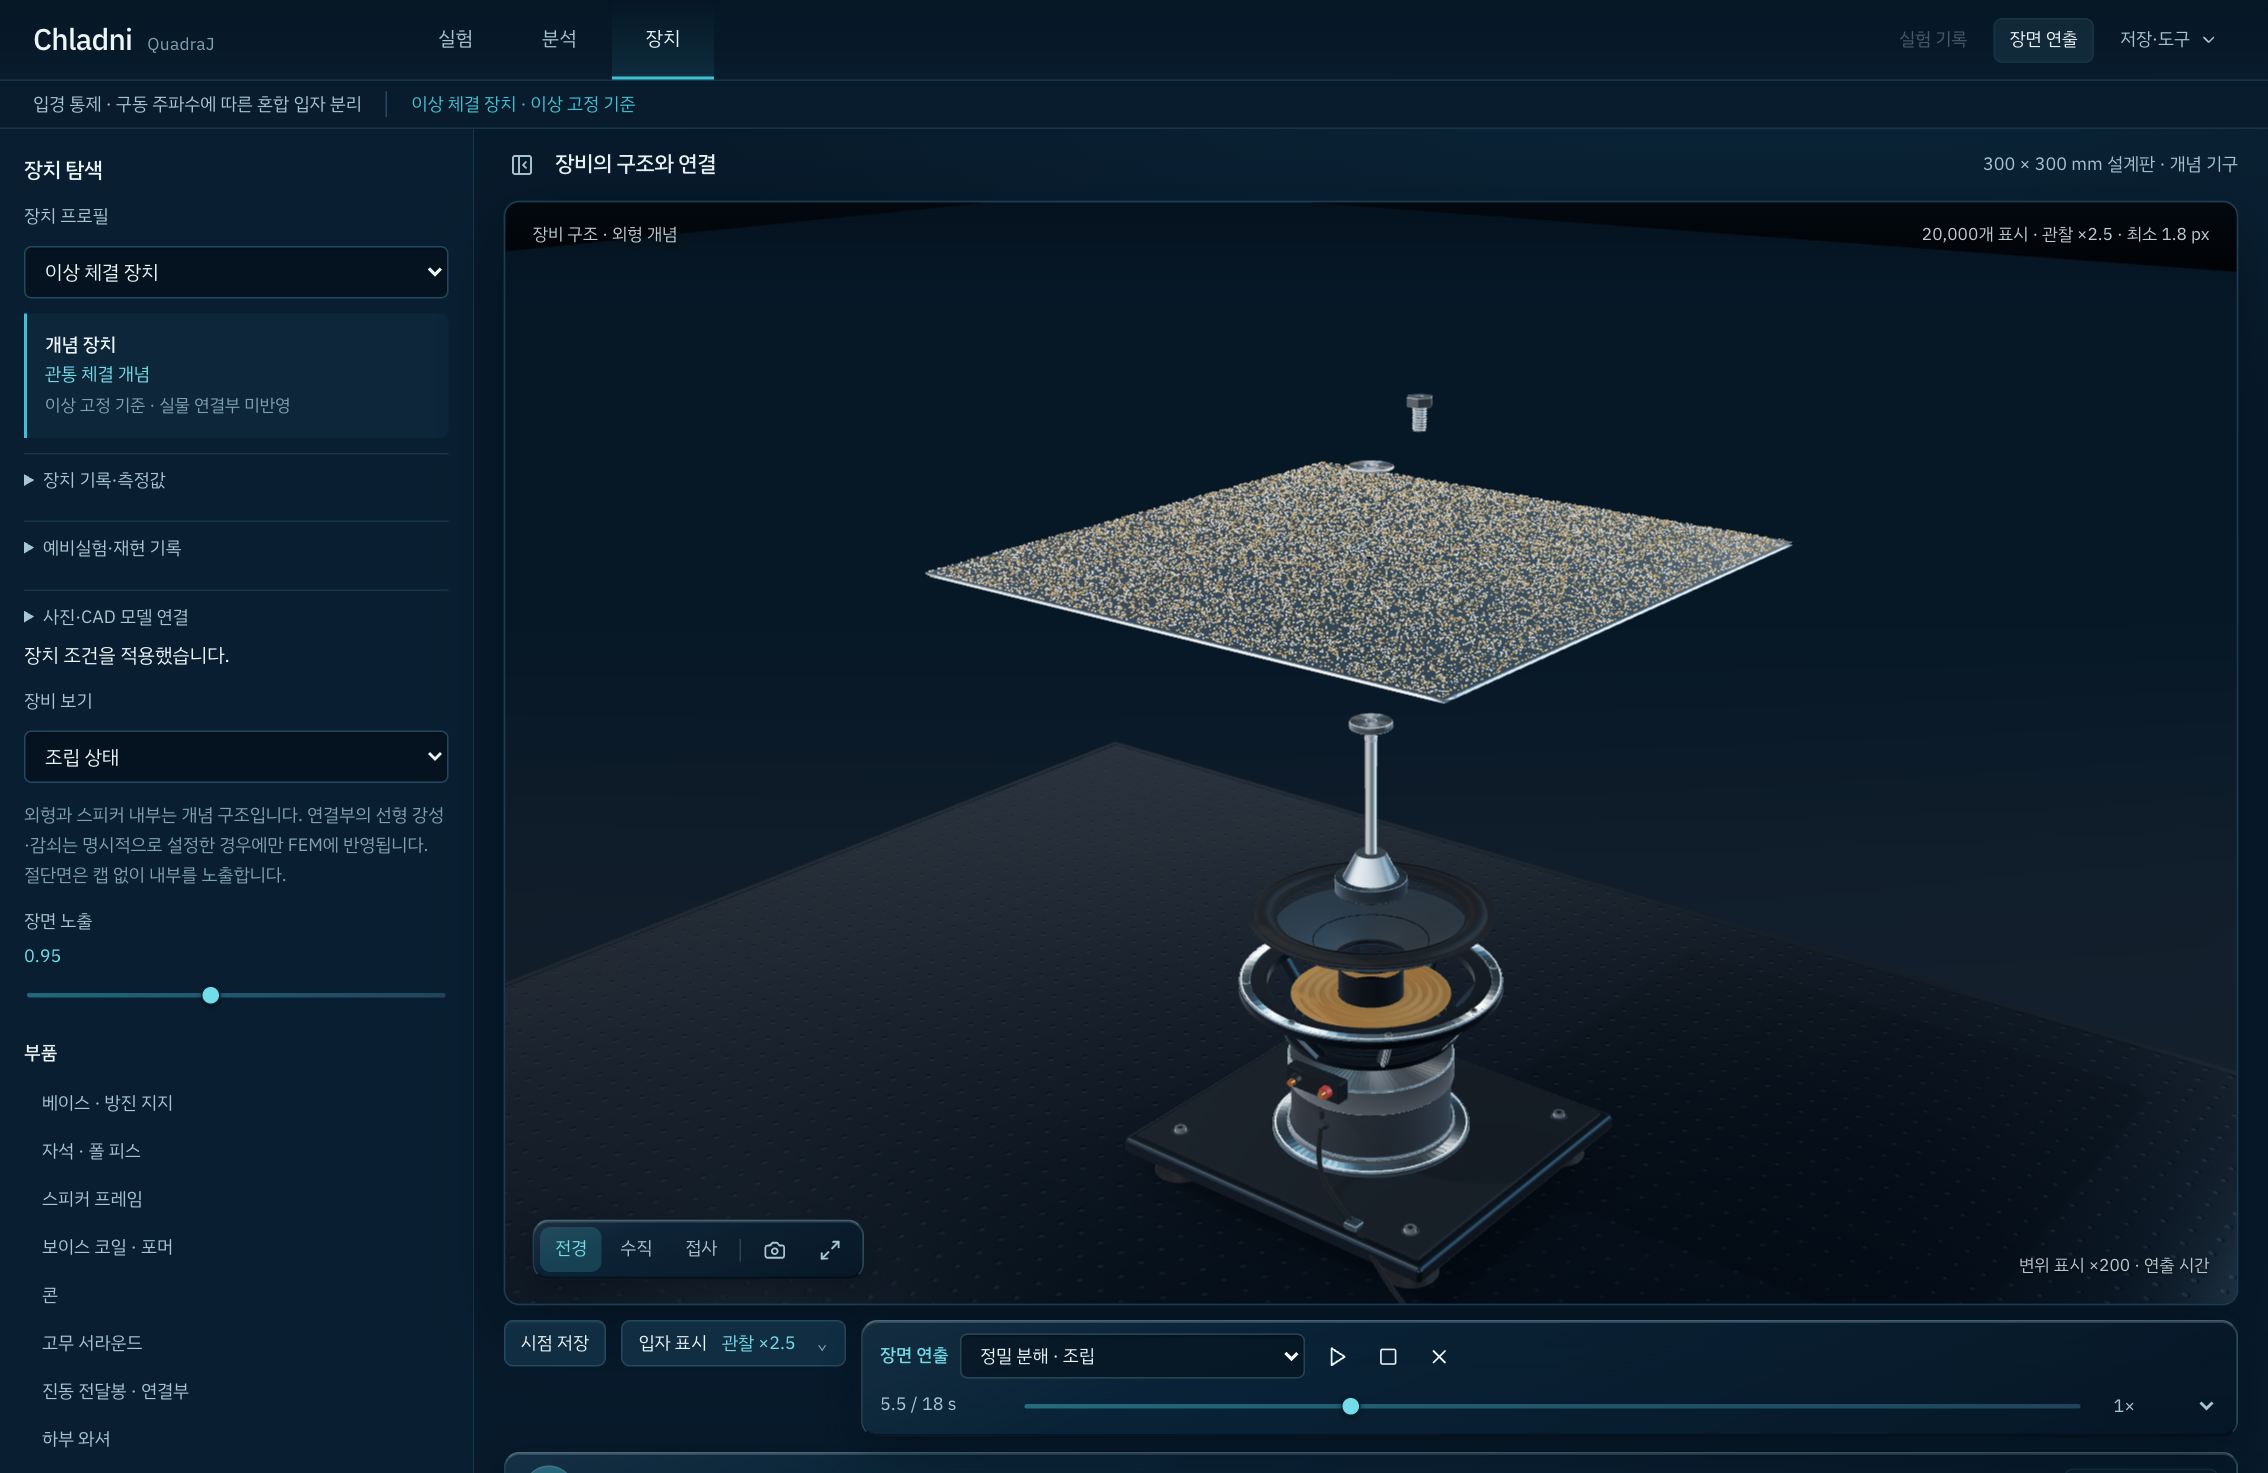 Chladni QuadraJ
실험
분석
장치
실험 기록
장면 연출
저장·도구
입경 통제 · 구동 주파수에 따른 혼합 입자 분리
이상 체결 장치 · 이상 고정 기준
장치 탐색
장치 프로필
이상 체결 장치
개념 장치
관통 체결 개념
이상 고정 기준 · 실물 연결부 미반영
장치 기록·측정값
예비실험·재현 기록
사진·CAD 모델 연결
장치 조건을 적용했습니다.
장비 보기
조립 상태
외형과 스피커 내부는 개념 구조입니다. 연결부의 선형 강성
·감쇠는 명시적으로 설정한 경우에만 FEM에 반영됩니다.
절단면은 캡 없이 내부를 노출합니다.
장면 노출
0.95
부품
베이스 · 방진 지지
자석 · 폴 피스
스피커 프레임
보이스 코일 · 포머
콘
고무 서라운드
진동 전달봉 · 연결부
하부 와셔
장비의 구조와 연결
300 × 300 mm 설계판 · 개념 기구
장비 구조 · 외형 개념
20,000개 표시 · 관찰 ×2.5 · 최소 1.8 px
전경
수직
접사
변위 표시 ×200 · 연출 시간
시점 저장
입자 표시 관찰 ×2.5
장면 연출
정밀 분해 · 조립
5.5 / 18 s
1×